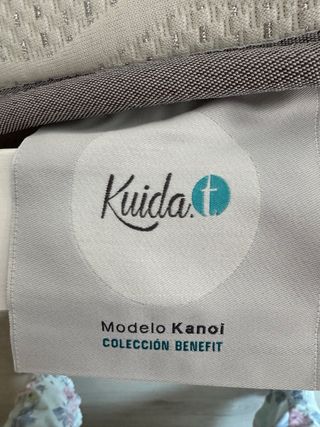 Kuida.t
Modelo Kanoi
COLECCIÓN BENEFIT